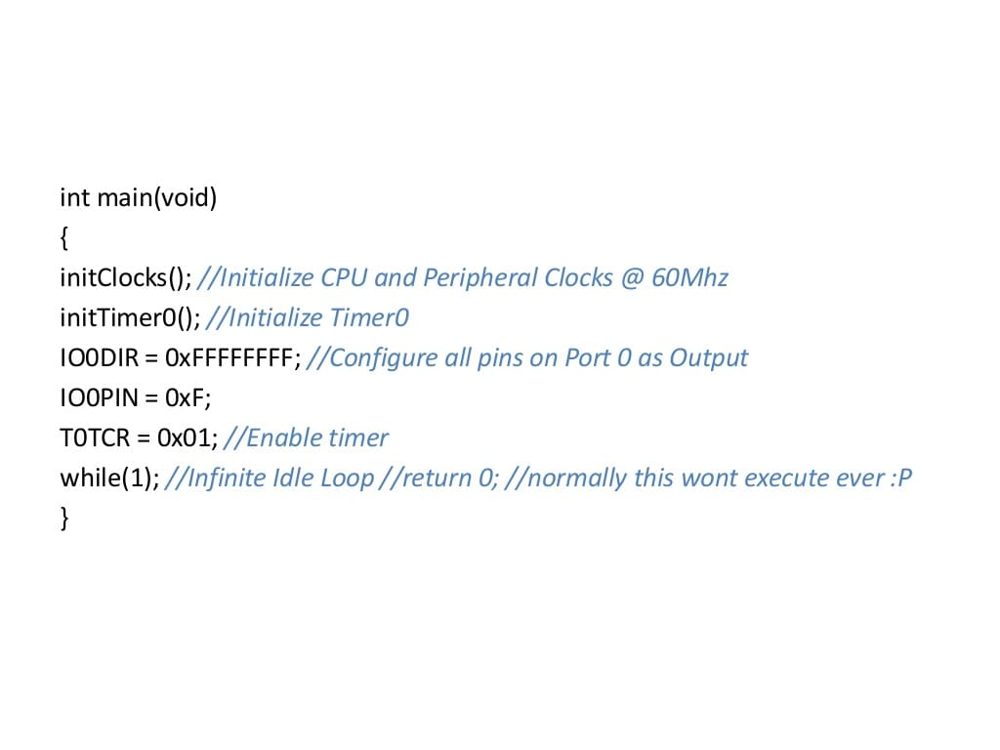 int main(void)
{
initClocks(); //Initialize CPU and Peripheral Clocks @ 60Mhz
initTimer0(); //Initialize Timer0
IO0DIR = 0xFFFFFFFF; //Configure all pins on Port 0 as Output
IO0PIN = 0xF;
T0TCR = 0x01; //Enable timer
while(1); //Infinite Idle Loop //return 0; //normally this wont execute ever :P
}